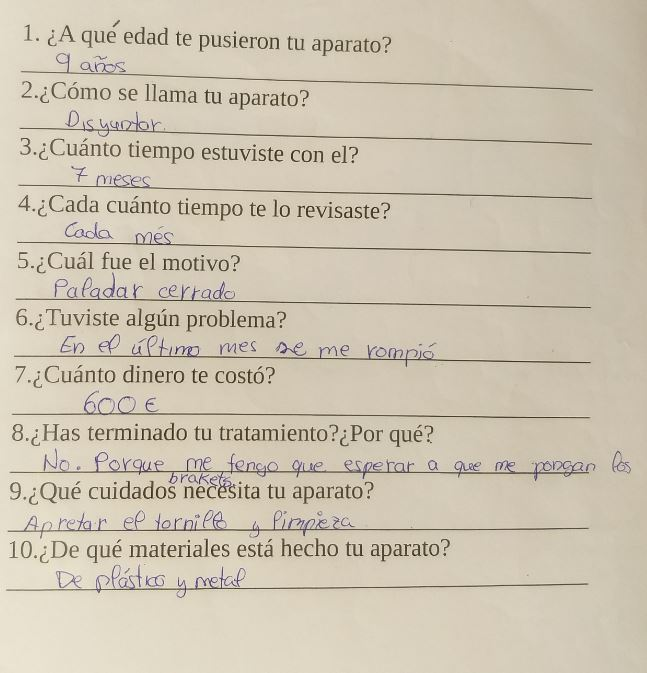 1. ¿A qué edad te pusieron tu aparato?
9 años
2.¿Cómo se llama tu aparato?
Disyuntor.
3.¿Cuánto tiempo estuviste con el?
7 meses
4.¿Cada cuánto tiempo te lo revisaste?
Cada més
5.¿Cuál fue el motivo?
Paladar cerrado
6.¿Tuviste algún problema?
En el último mes se me rompió
7.¿Cuánto dinero te costó?
600 €
8.¿Has terminado tu tratamiento?¿Por qué?
No. Porque me tengo que esperar a que me pongan los
brakets.
9.¿Qué cuidados necesita tu aparato?
Apretar el tornillo y limpieza
10.¿De qué materiales está hecho tu aparato?
De plástico y metal